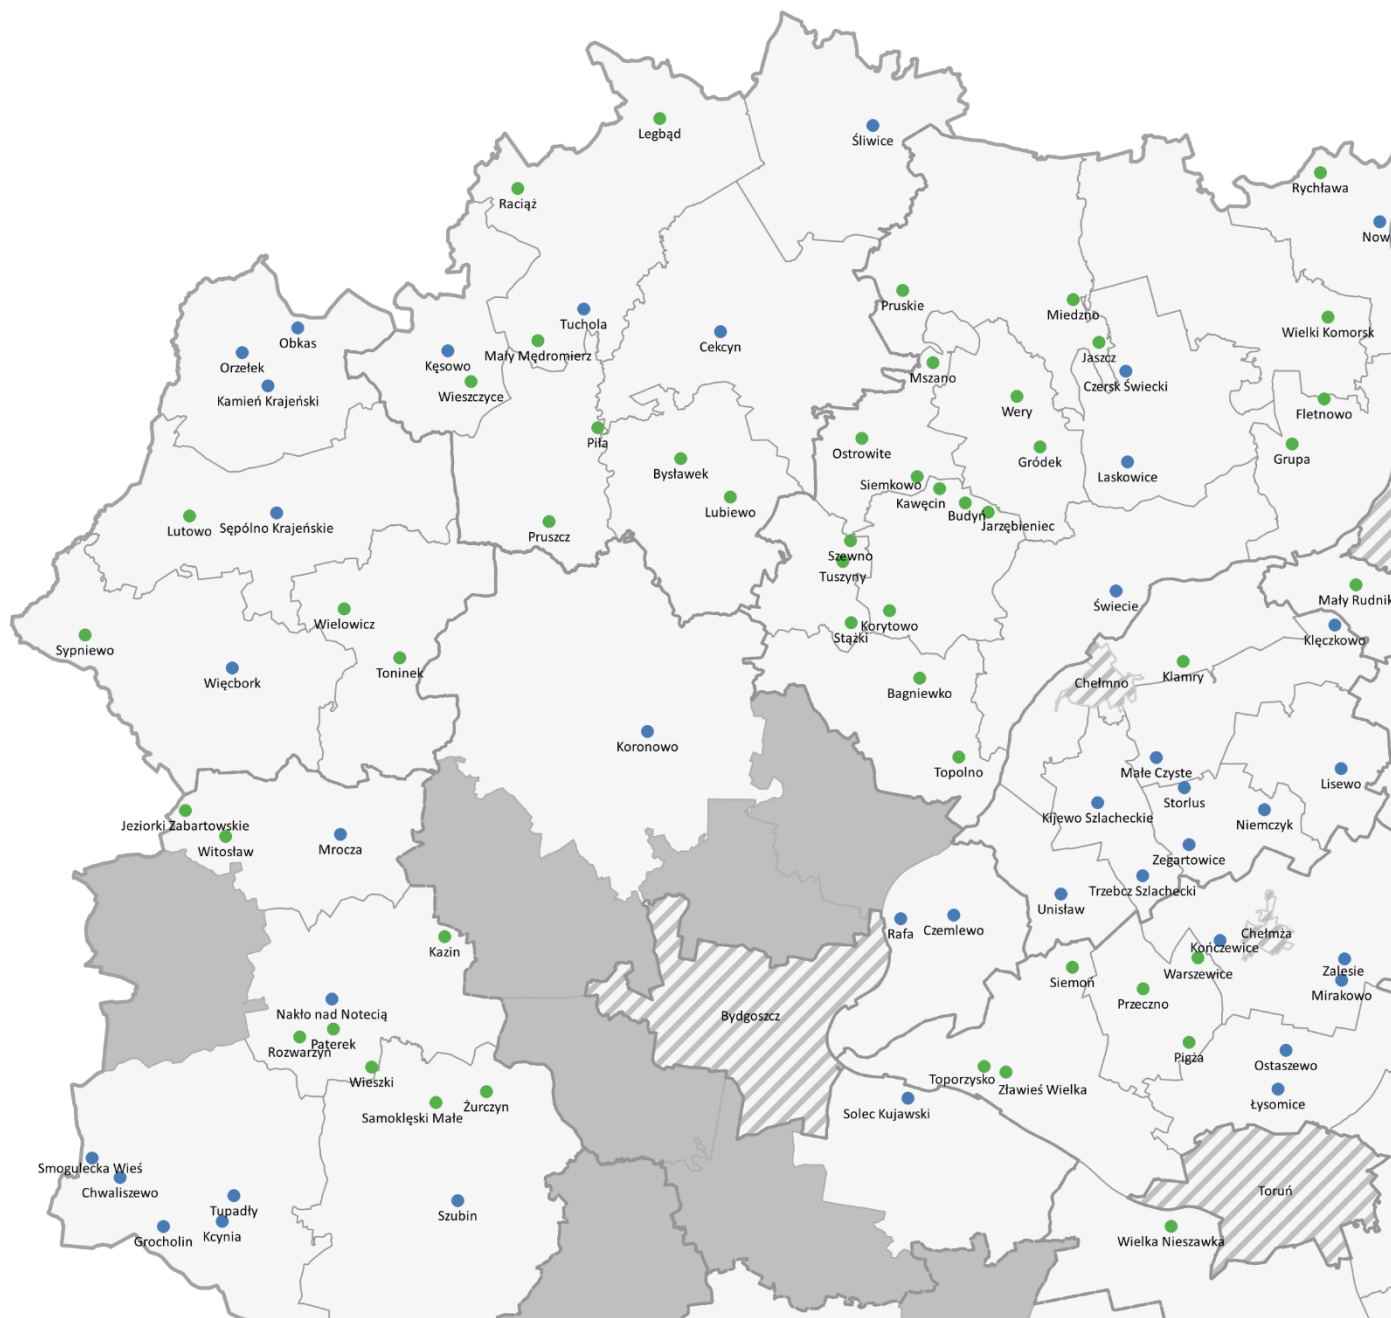 Legbąd
Śliwice
Rychława
Raciąż
Now
Pruskie
Miedzno
Tuchola
Wielki Komorsk
Obkas
Cekcyn
Jaszcz
Mały Mędromierz
Orzełek
Kęsowo
Mszano
Czersk Świecki
Kamień Krajeński
Wieszczyce
Wery
Fletnowo
Piła
Ostrowite
Gródek
Grupa
Bysławek
Laskowice
Siemkowo
Kawęcin
Lubiewo
Budyń
Jarzębieniec
Lutowo
Sępólno Krajeńskie
Pruszcz
Szewno
Tuszyny
Mały Rudnik
Świecie
Wielowicz
Korytowo
Stążki
Klęczkowo
Sypniewo
Toninek
Klamry
Więcbork
Chełmno
Bagniewko
Koronowo
Topolno
Małe Czyste
Lisewo
Storlus
Jeziorki Zabartowskie
Kijewo Szlacheckie
Niemczyk
Witosław
Mrocza
Zegartowice
Trzebcz Szlachecki
Unisław
Rafa
Czemlewo
Chełmża
Kazin
Kończewice
Warszewice
Zalesie
Siemoń
Mirakowo
Przeczno
Nakło nad Notecią
Bydgoszcz
Rozwarzyn
Paterek
Pigża
Ostaszewo
Wieszki
Toporzysko
Zławieś Wielka
Żurczyn
Samoklęski Małe
Solec Kujawski
Łysomice
Smogulecka Wieś
Chwaliszewo
Toruń
Tupadły
Szubin
Kcynia
Grocholin
Wielka Nieszawka